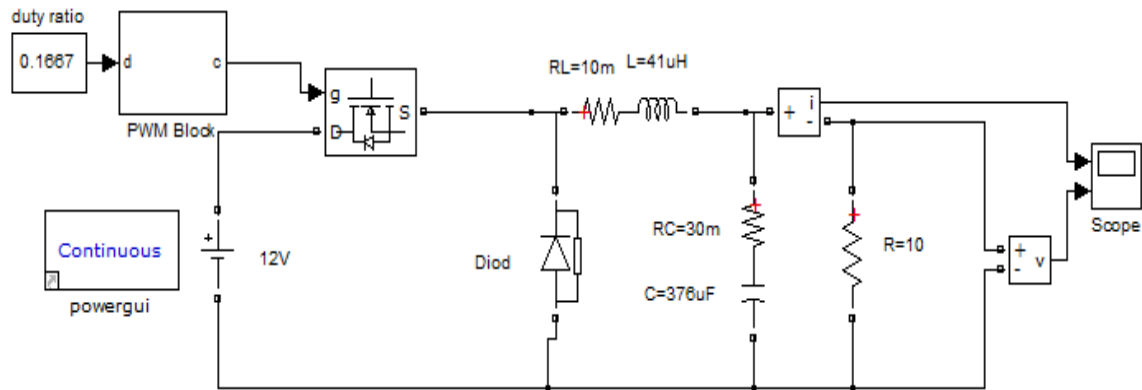 duty ratio
0.1667
d
c
PWM Block
g
D
S
RL=10m
L=41uH
+
i
-
Continuous
powergui
+
12V
Diod
RC=30m
C=376uF
R=10
+
-
v
Scope